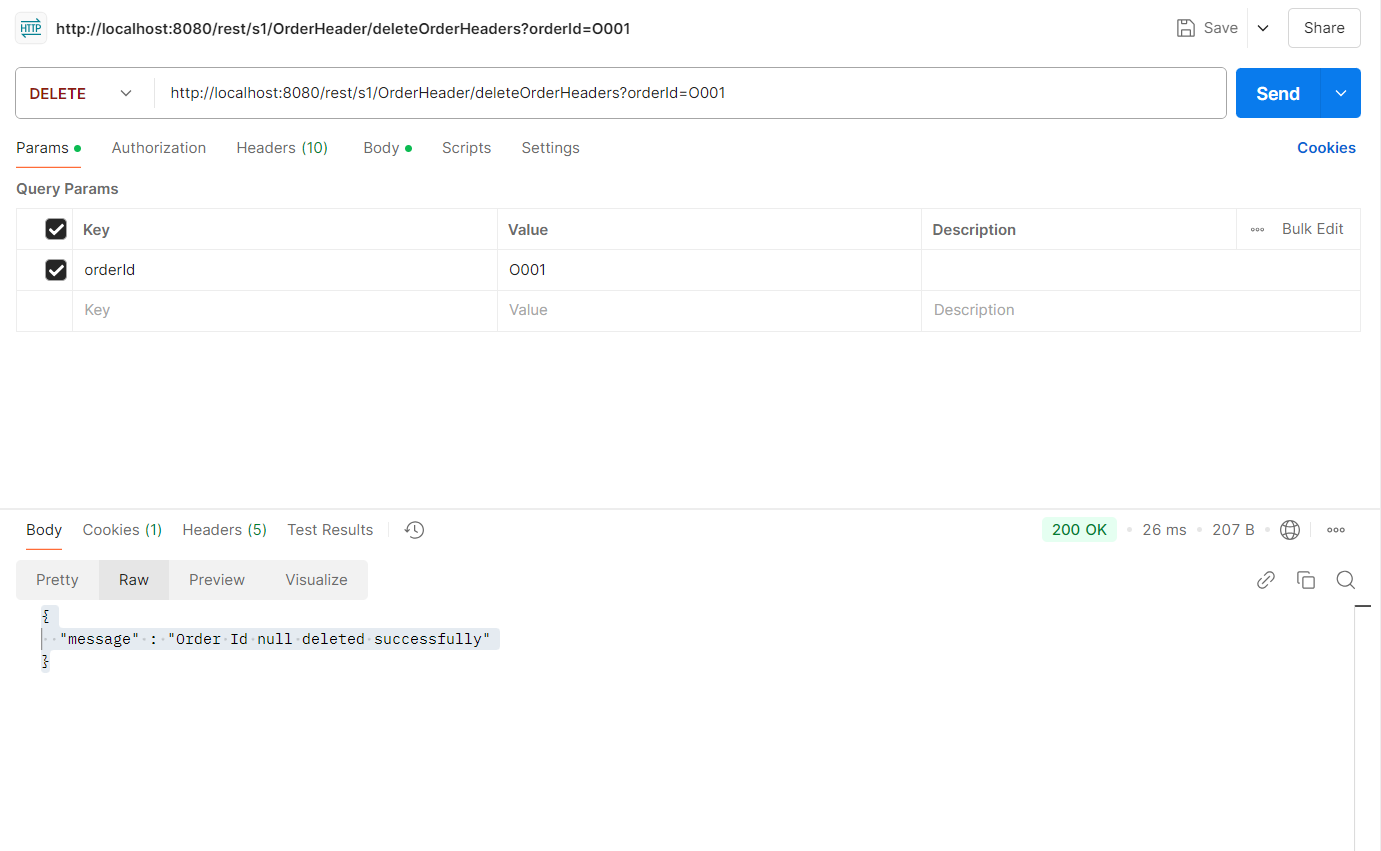 HTTP http://localhost:8080/rest/s1/OrderHeader/deleteOrderHeaders?orderId=O001 Save Share
DELETE http://localhost:8080/rest/s1/OrderHeader/deleteOrderHeaders?orderId=O001 Send
Params Authorization Headers (10) Body Scripts Settings Cookies
Query Params
Key Value Description Bulk Edit
orderId O001
Key Value Description
Body Cookies (1) Headers (5) Test Results 200 OK 26 ms 207 B
Pretty Raw Preview Visualize
{
"message" : "Order Id null deleted successfully"
}